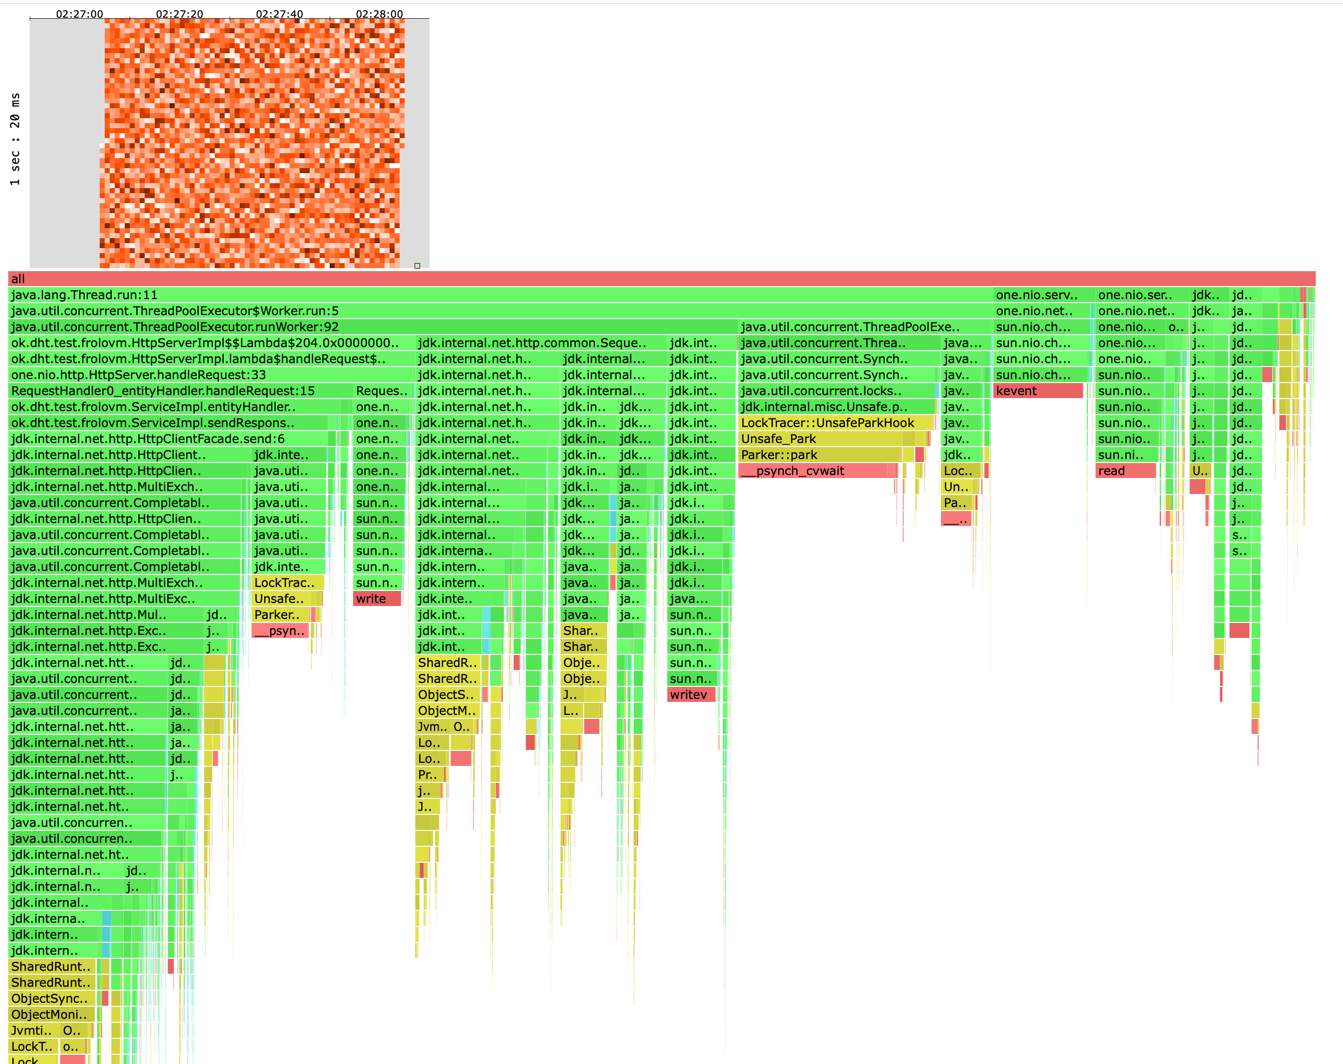 02:27:00 02:27:20 02:27:40 02:28:00
1 sec : 20 ms
all
java.lang.Thread.run:11 one.nio.serv.. one.nio.ser.. jdk.. jd..
java.util.concurrent.ThreadPoolExecutor$Worker.run:5 one.nio.net.. one.nio.net.. jdk.. ja..
java.util.concurrent.ThreadPoolExecutor.runWorker:92 java.util.concurrent.ThreadPoolExe.. sun.nio.ch... one.nio... o.. j.. jd..
ok.dht.test.frolovm.HttpServerImpl$$Lambda$204.0x0000000.. jdk.internal.net.http.common.Seque.. jdk.int.. java.util.concurrent.Threa.. java... sun.nio.ch... one.nio.. j.. jd..
ok.dht.test.frolovm.HttpServerImpl.lambda$handleRequest$.. jdk.internal.net.h.. jdk.internal... jdk.int.. java.util.concurrent.Synch.. java.. sun.nio.ch... one.nio.. j.. jd..
one.nio.http.HttpServer.handleRequest:33 jdk.internal.net.h.. jdk.internal... jdk.int.. java.util.concurrent.Synch.. jav.. sun.nio.ch... one.nio.. j.. jd..
RequestHandler0_entityHandler.handleRequest:15 Reques.. jdk.internal.net.h.. jdk.internal... jdk.int.. java.util.concurrent.locks.. jav.. kevent sun.nio.. j.. jd..
ok.dht.test.frolovm.ServiceImpl.entityHandler.. one.n.. jdk.internal.net.h.. jdk.in.. jdk... jdk.int.. jdk.internal.misc.Unsafe.p.. jav.. sun.nio.. j.. jd..
ok.dht.test.frolovm.ServiceImpl.sendRespons.. one.n.. jdk.internal.net.h.. jdk.in.. jdk... jdk.int.. LockTracer::UnsafeParkHook jav.. sun.nio.. j.. jd..
jdk.internal.net.http.HttpClientFacade.send:6 one.n.. jdk.internal.net.. jdk.in.. jdk.. jdk.int.. Unsafe_Park jav.. sun.nio.. j.. jd..
jdk.internal.net.http.HttpClient.. jdk.inte.. one.n.. jdk.internal.net.. jdk.in.. jdk.. jdk.int.. Parker::park jdk.. sun.ni.. j.. jd..
jdk.internal.net.http.HttpClien.. java.uti.. one.n.. jdk.internal.net.. jdk.in.. jd.. jdk.int.. __psynch_cvwait Loc.. read U.. jd..
jdk.internal.net.http.MultiExch.. java.uti.. one.n.. jdk.internal.. jdk.i.. ja.. jdk.int.. Un.. jd..
java.util.concurrent.Completabl.. java.uti.. sun.n.. jdk.internal... jdk... ja.. jdk.i.. Pa.. j..
jdk.internal.net.http.HttpClien.. java.uti.. sun.n.. jdk.internal... jdk... ja.. jdk.i.. __.. j..
java.util.concurrent.Completabl.. java.uti.. sun.n.. jdk.interna.. jdk... ja.. jdk.i.. s..
java.util.concurrent.Completabl.. java.uti.. sun.n.. jdk.interna.. jdk... jd.. jdk.i.. s..
java.util.concurrent.Completabl.. jdk.inte.. sun.n.. jdk.intern.. java.. ja.. jdk.i..
jdk.internal.net.http.MultiExch.. LockTrac.. sun.n.. jdk.intern.. java.. ja.. jdk.i..
jdk.internal.net.http.MultiExc.. Unsafe.. write jdk.inte.. java.. ja.. java...
jdk.internal.net.http.Mul.. jd.. Parker.. jdk.int.. java.. ja.. sun.n..
jdk.internal.net.http.Exc.. j.. __psyn.. jdk.int.. Shar.. sun.n..
jdk.internal.net.http.Exc.. j.. jdk.int.. Shar.. sun.n..
jdk.internal.net.htt.. jd.. SharedR.. Obje.. sun.n..
java.util.concurrent.. jd.. SharedR.. Obje.. sun.n..
java.util.concurrent.. jd.. ObjectS.. J.. writev
java.util.concurrent.. ja.. ObjectM.. L..
jdk.internal.net.htt.. ja.. Jvm.. O..
jdk.internal.net.htt.. ja.. Lo..
jdk.internal.net.htt.. jd.. Lo..
jdk.internal.net.htt.. j.. Pr..
jdk.internal.net.htt.. j..
jdk.internal.net.ht.. J..
java.util.concurren..
java.util.concurren..
jdk.internal.net.ht..
jdk.internal.n.. jd..
jdk.internal.n.. j..
jdk.internal..
jdk.interna..
jdk.intern..
jdk.intern..
SharedRunt..
SharedRunt..
ObjectSync..
ObjectMoni..
Jvmti.. O..
LockT.. o..
Lock